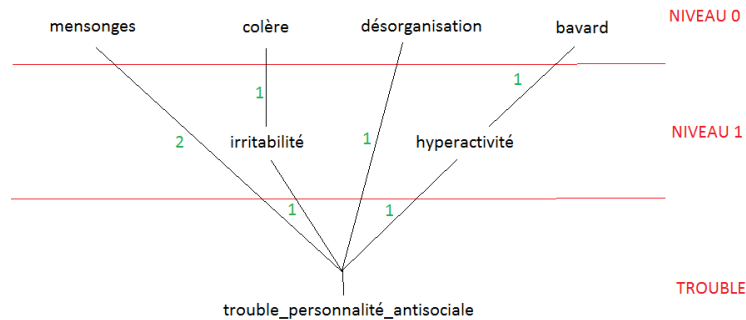 NIVEAU 0
mensonges colère désorganisation bavard
1
1
2 irritabilité 1 hyperactivité NIVEAU 1
1 1
TROUBLE
trouble_personnalité_antisociale